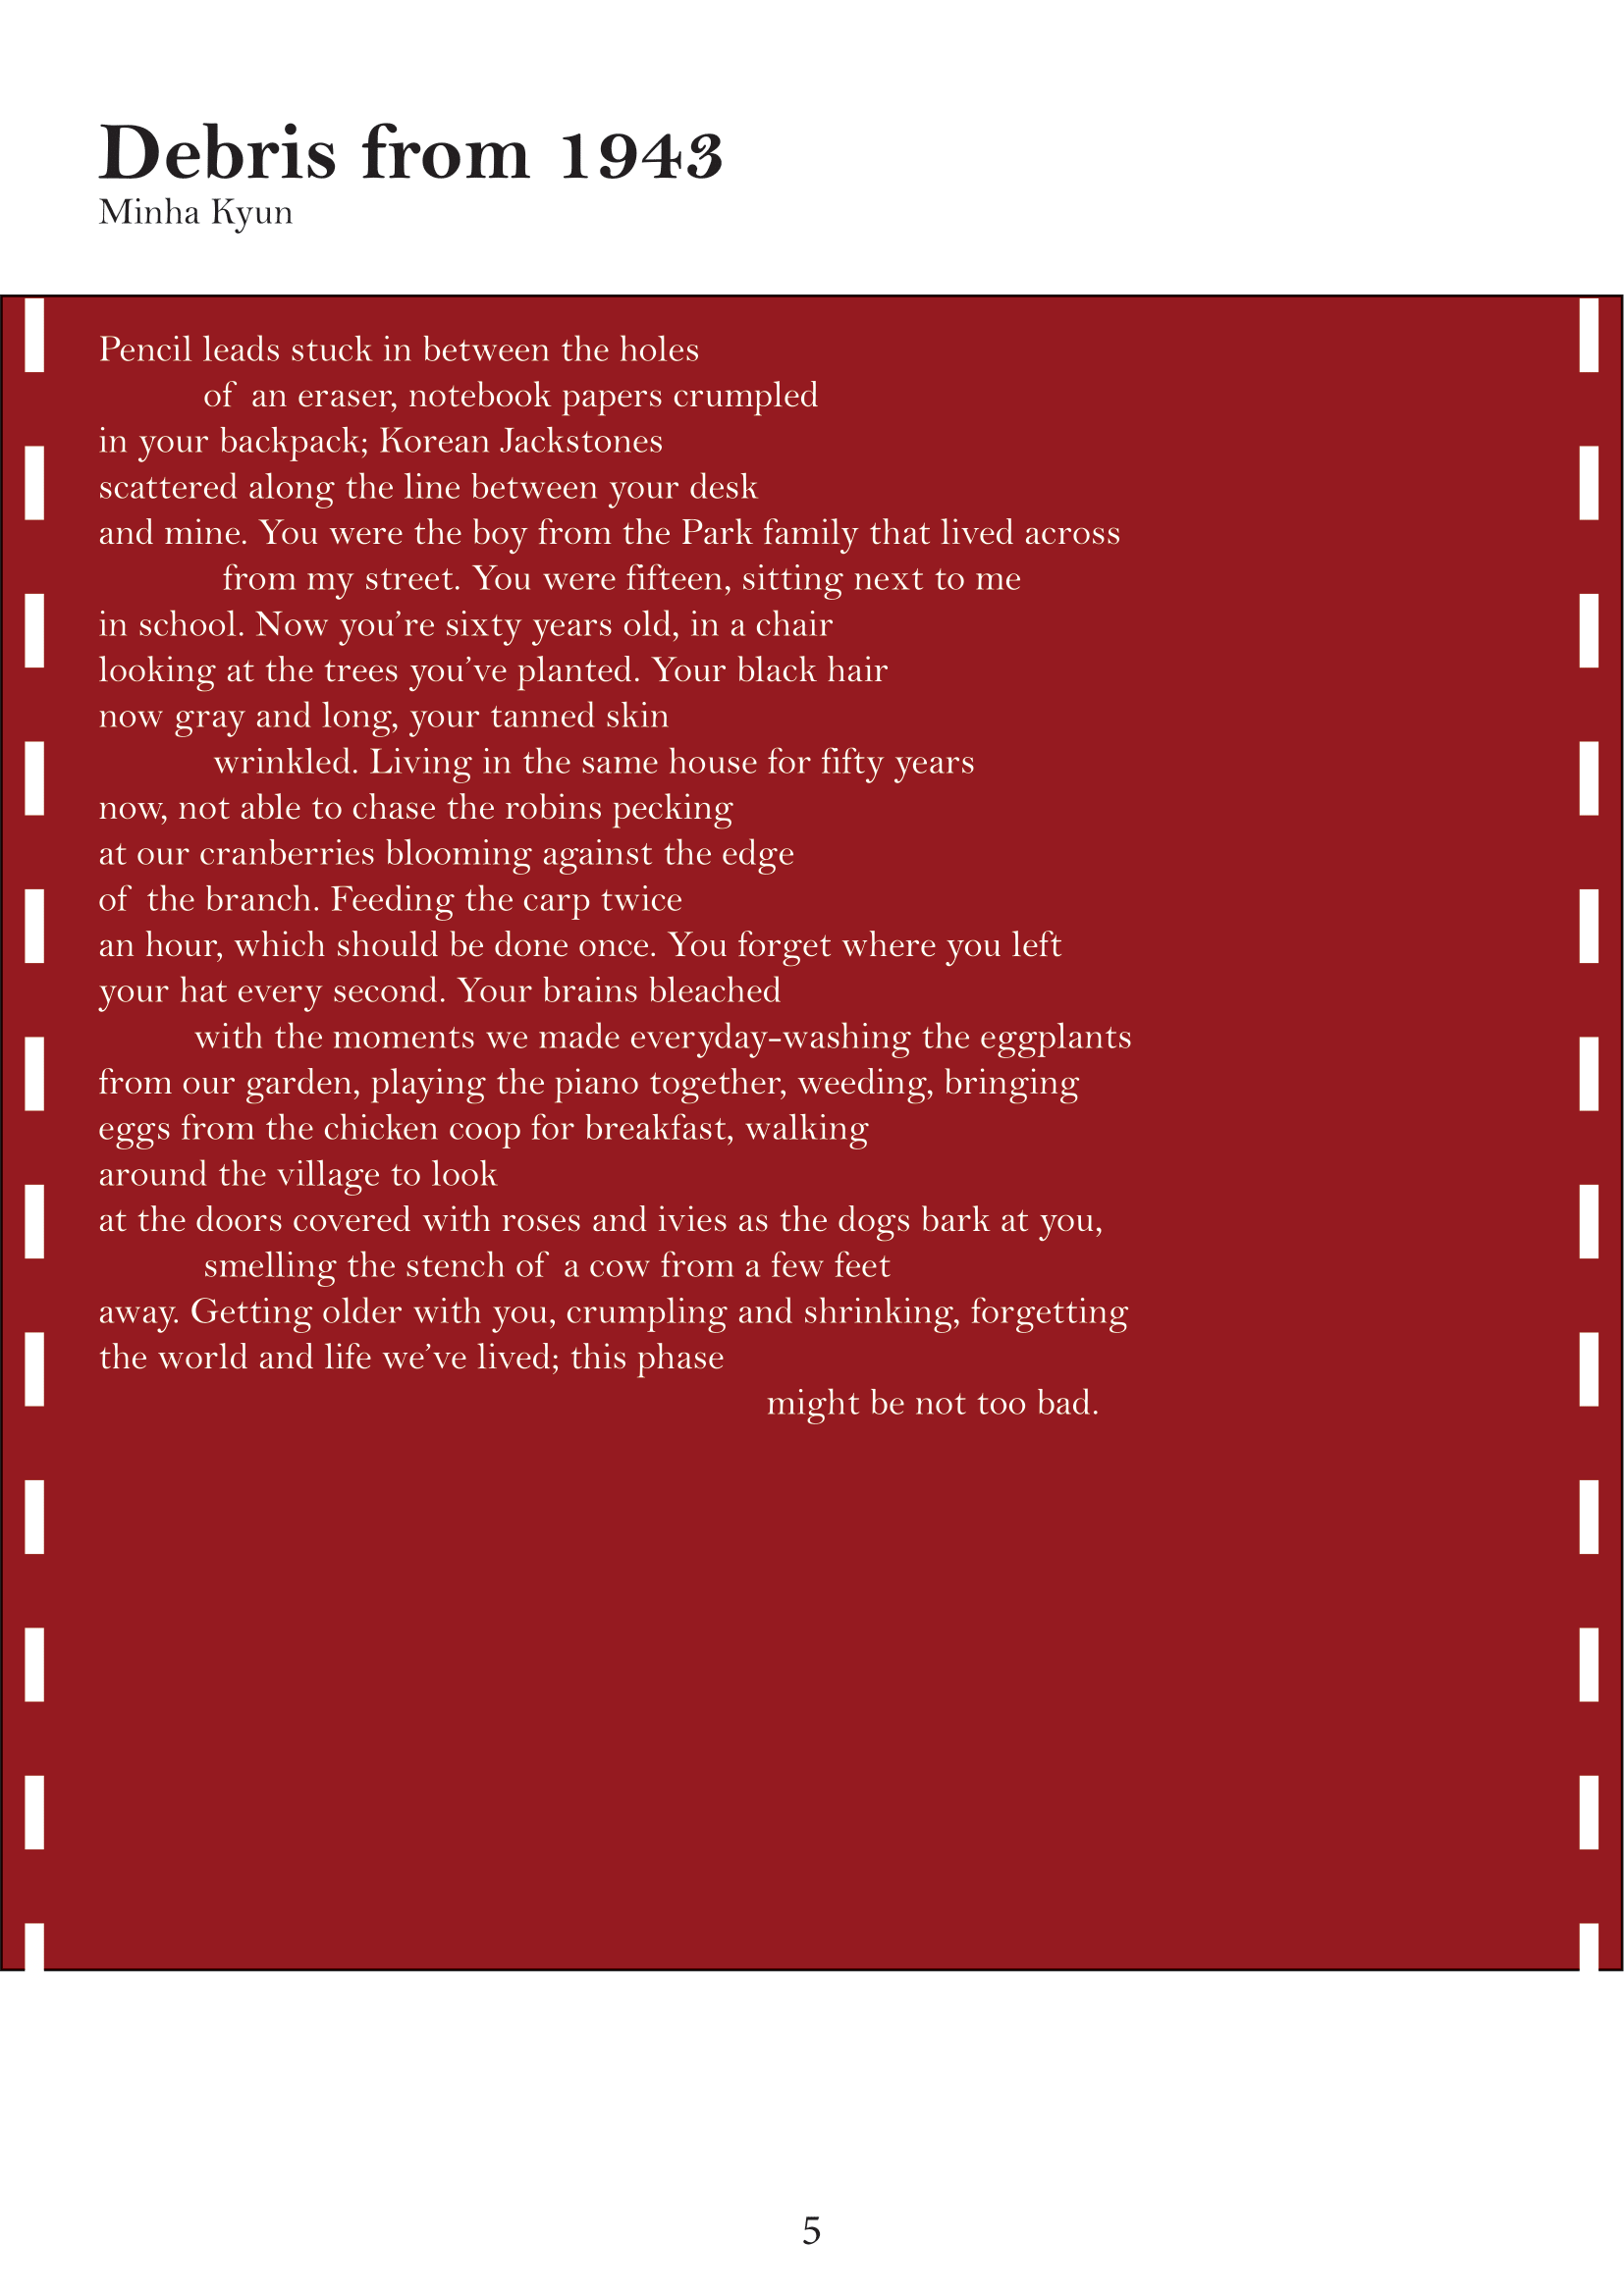 Debris from 1943
Minha Kyun
Pencil leads stuck in between the holes
of an eraser, notebook papers crumpled
in your backpack; Korean Jackstones
scattered along the line between your desk
and mine. You were the boy from the Park family that lived across
from my street. You were fifteen, sitting next to me
in school. Now you’re sixty years old, in a chair
looking at the trees you’ve planted. Your black hair
now gray and long, your tanned skin
wrinkled. Living in the same house for fifty years
now, not able to chase the robins pecking
at our cranberries blooming against the edge
of the branch. Feeding the carp twice
an hour, which should be done once. You forget where you left
your hat every second. Your brains bleached
with the moments we made everyday-washing the eggplants
from our garden, playing the piano together, weeding, bringing
eggs from the chicken coop for breakfast, walking
around the village to look
at the doors covered with roses and ivies as the dogs bark at you,
smelling the stench of a cow from a few feet
away. Getting older with you, crumpling and shrinking, forgetting
the world and life we’ve lived; this phase
might be not too bad.
5